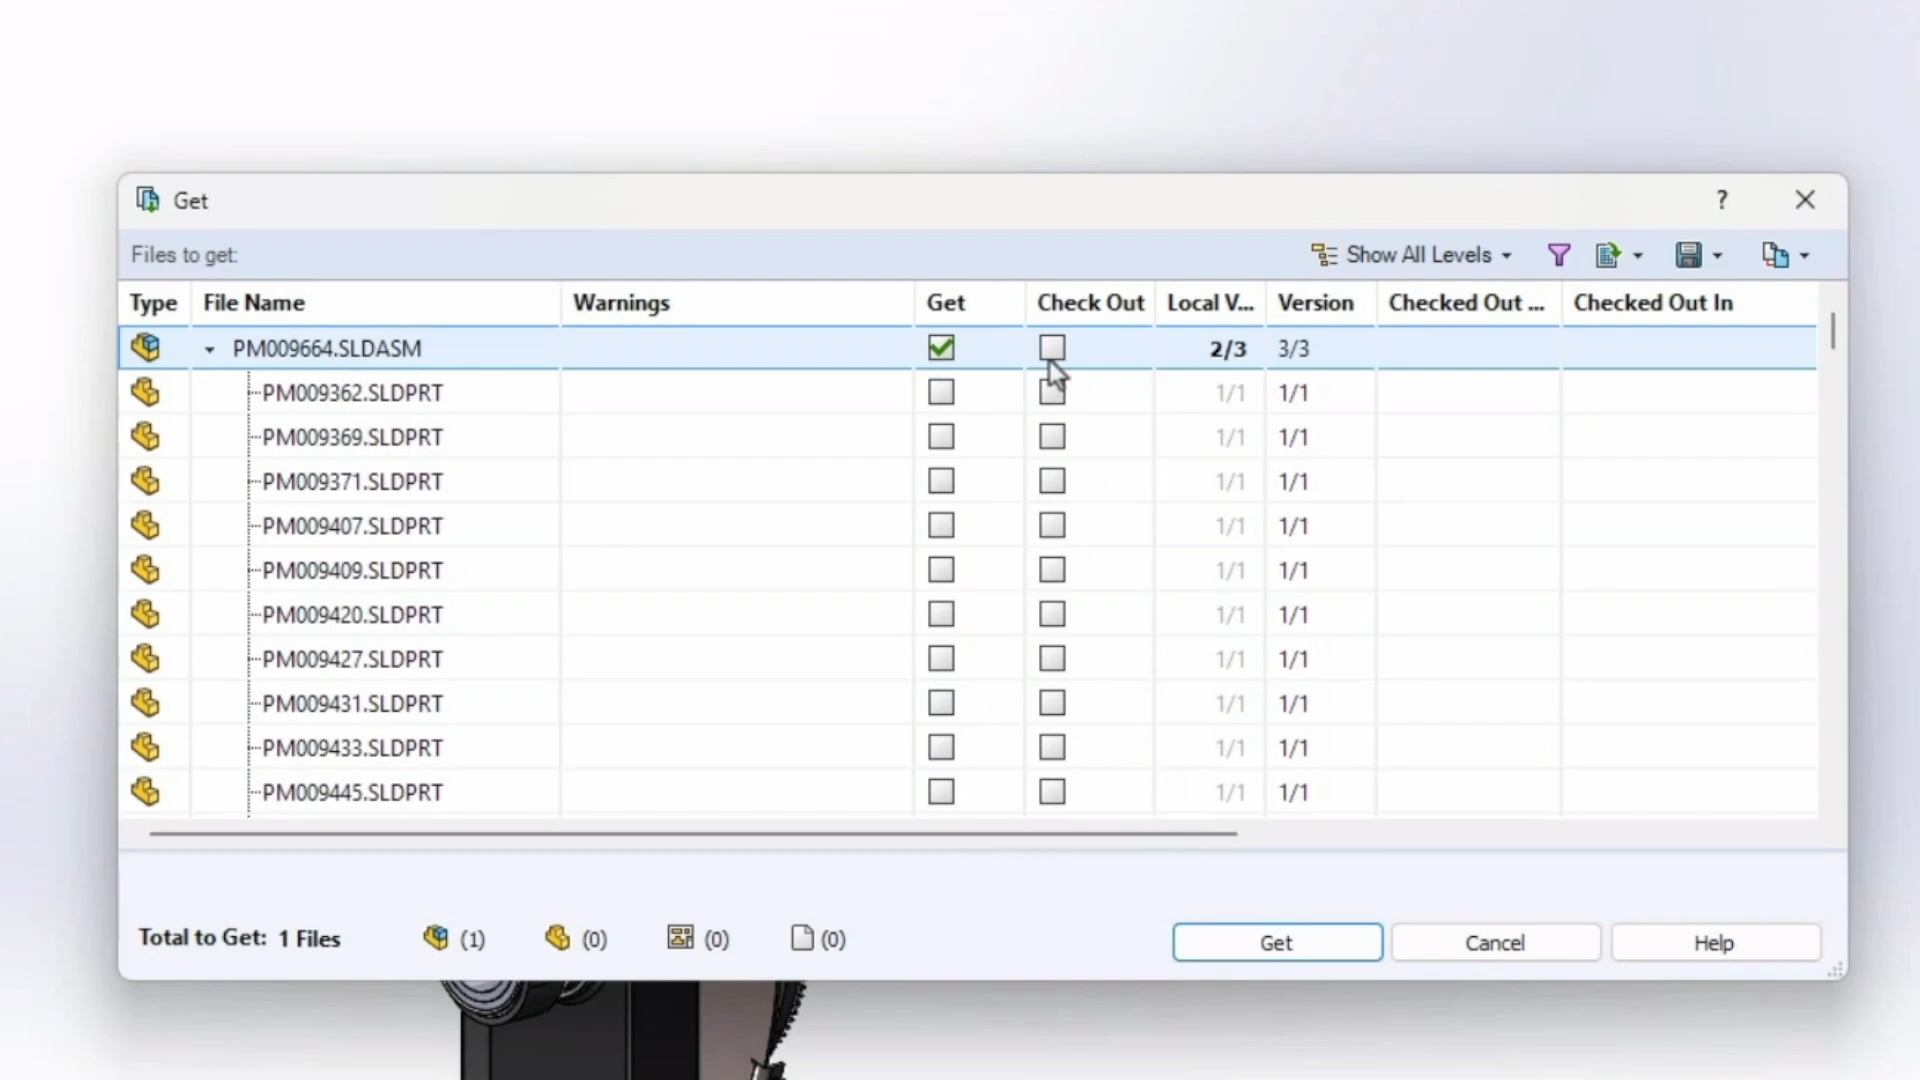 Get ?
Files to get: Show All Levels
Type File Name Warnings Get Check Out Local V... Version Checked Out ... Checked Out In
PM009664.SLDASM 2/3 3/3
PM009362.SLDPRT 1/1 1/1
PM009369.SLDPRT 1/1 1/1
PM009371.SLDPRT 1/1 1/1
PM009407.SLDPRT 1/1 1/1
PM009409.SLDPRT 1/1 1/1
PM009420.SLDPRT 1/1 1/1
PM009427.SLDPRT 1/1 1/1
PM009431.SLDPRT 1/1 1/1
PM009433.SLDPRT 1/1 1/1
PM009445.SLDPRT 1/1 1/1
Total to Get: 1 Files (1) (0) (0) (0) Get Cancel Help